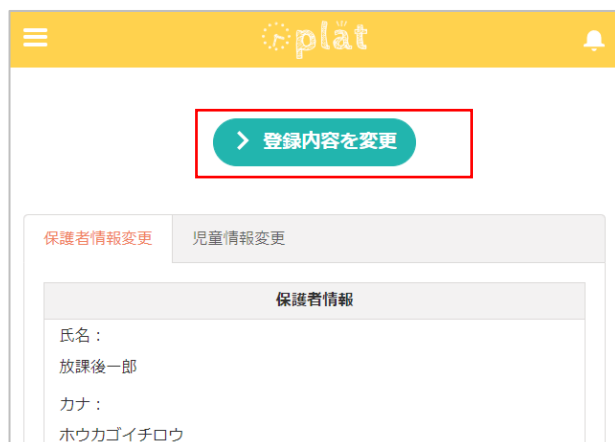 plat
登録内容を変更
保護者情報変更 児童情報変更
保護者情報
氏名：
放課後一郎
カナ：
ホウカゴイチロウ